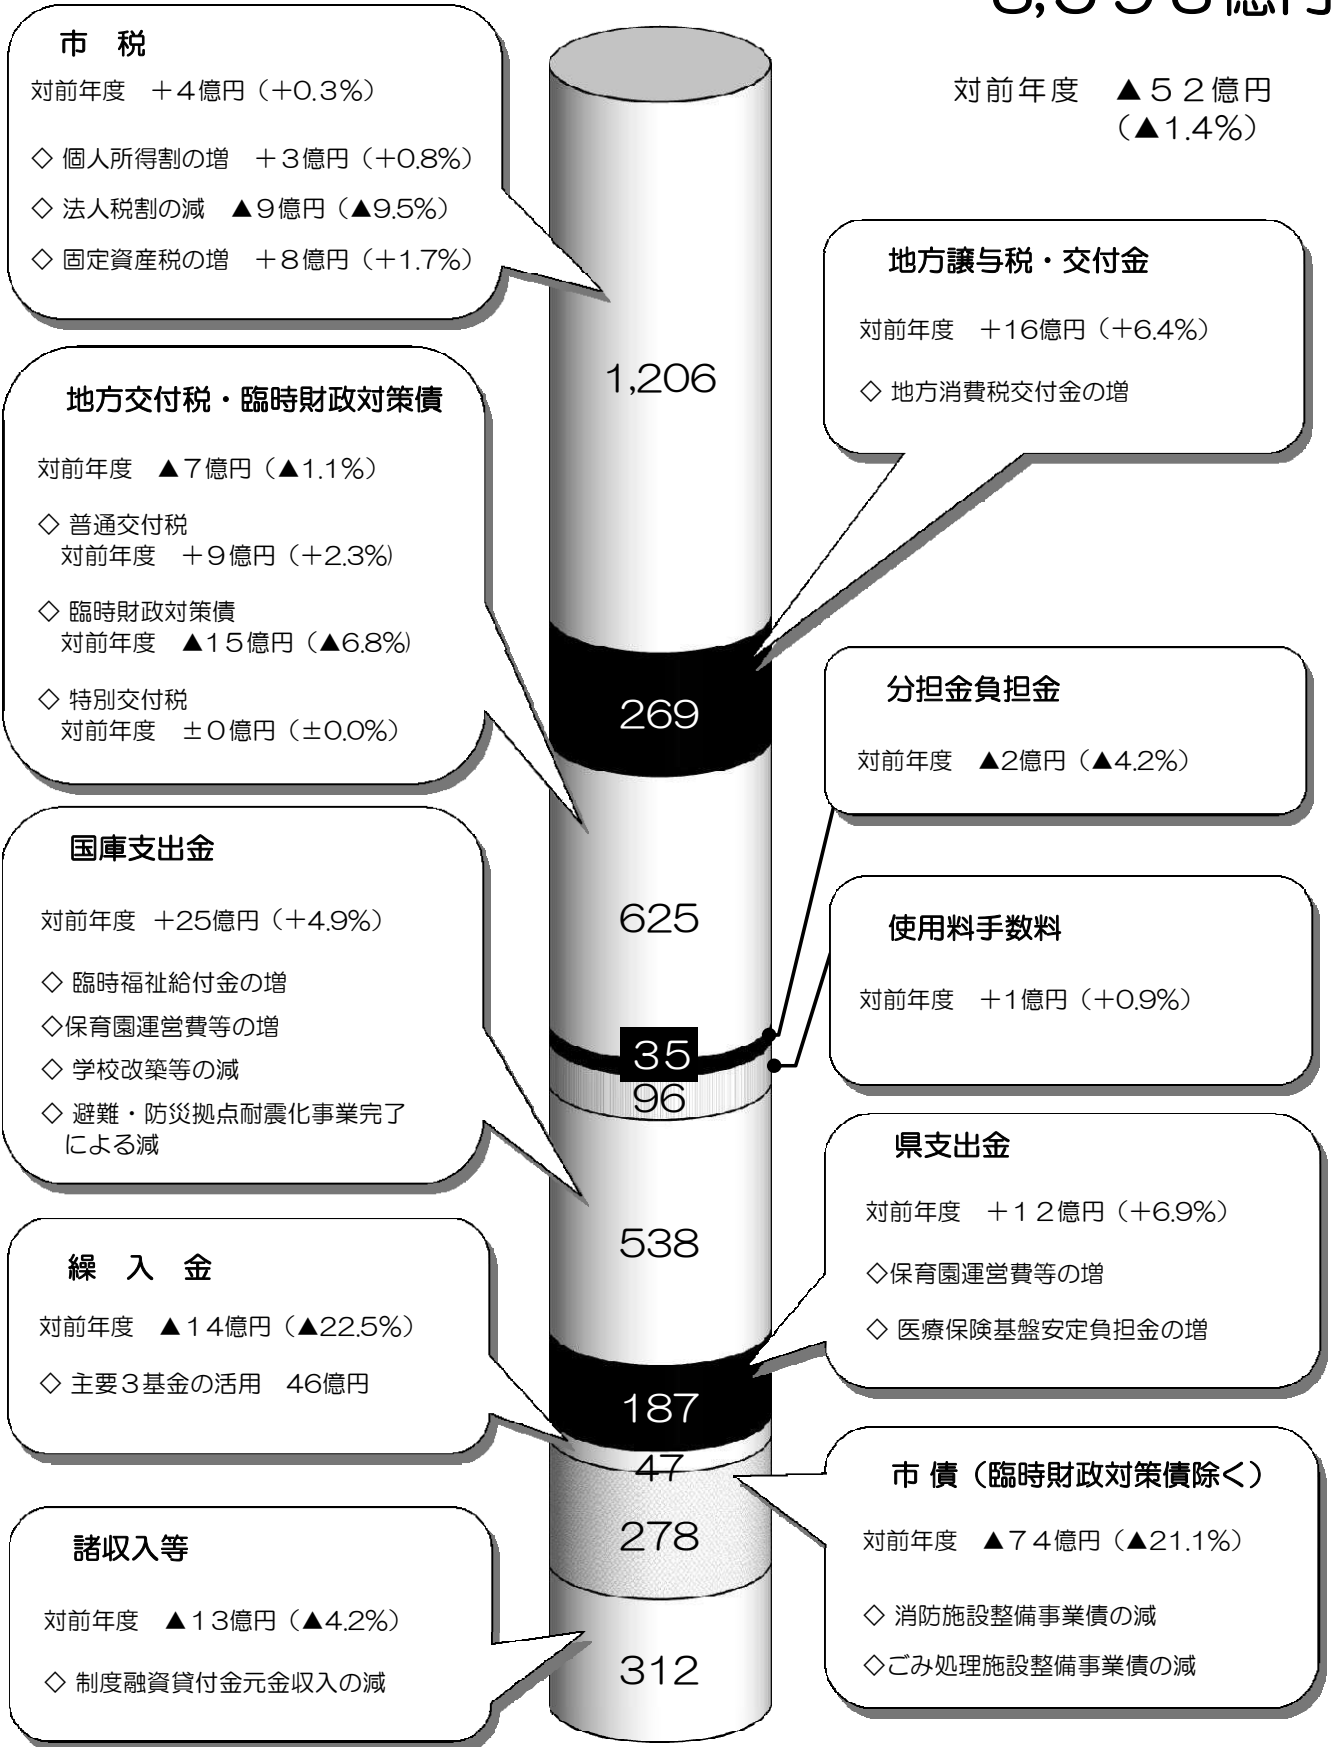 対前年度 ▲５２億円
（▲1.4%）
市 税
対前年度 ＋4億円（＋0.3%）
◇ 個人所得割の増 ＋3億円（＋0.8%）
◇ 法人税割の減 ▲9億円（▲9.5%）
◇ 固定資産税の増 ＋8億円（＋1.7%）
地方譲与税・交付金
対前年度 ＋16億円（＋6.4%）
◇ 地方消費税交付金の増
地方交付税・臨時財政対策債
対前年度 ▲7億円（▲1.1%）
◇ 普通交付税
対前年度 ＋9億円（＋2.3%）
◇ 臨時財政対策債
対前年度 ▲15億円（▲6.8%）
◇ 特別交付税
対前年度 ±0億円（±0.0%）
分担金負担金
対前年度 ▲2億円（▲4.2%）
国庫支出金
対前年度 ＋25億円（＋4.9%）
◇ 臨時福祉給付金の増
◇保育園運営費等の増
◇ 学校改築等の減
◇ 避難・防災拠点耐震化事業完了
による減
使用料手数料
対前年度 ＋1億円（＋0.9%）
県支出金
対前年度 ＋１２億円（＋6.9%）
◇保育園運営費等の増
◇ 医療保険基盤安定負担金の増
繰 入 金
対前年度 ▲１4億円（▲22.5%）
◇ 主要３基金の活用 46億円
市 債（臨時財政対策債除く）
対前年度 ▲７４億円（▲21.1%）
◇ 消防施設整備事業債の減
◇ごみ処理施設整備事業債の減
諸収入等
対前年度 ▲13億円（▲4.2%）
◇ 制度融資貸付金元金収入の減
1,206
269
625
35
96
538
187
47
278
312